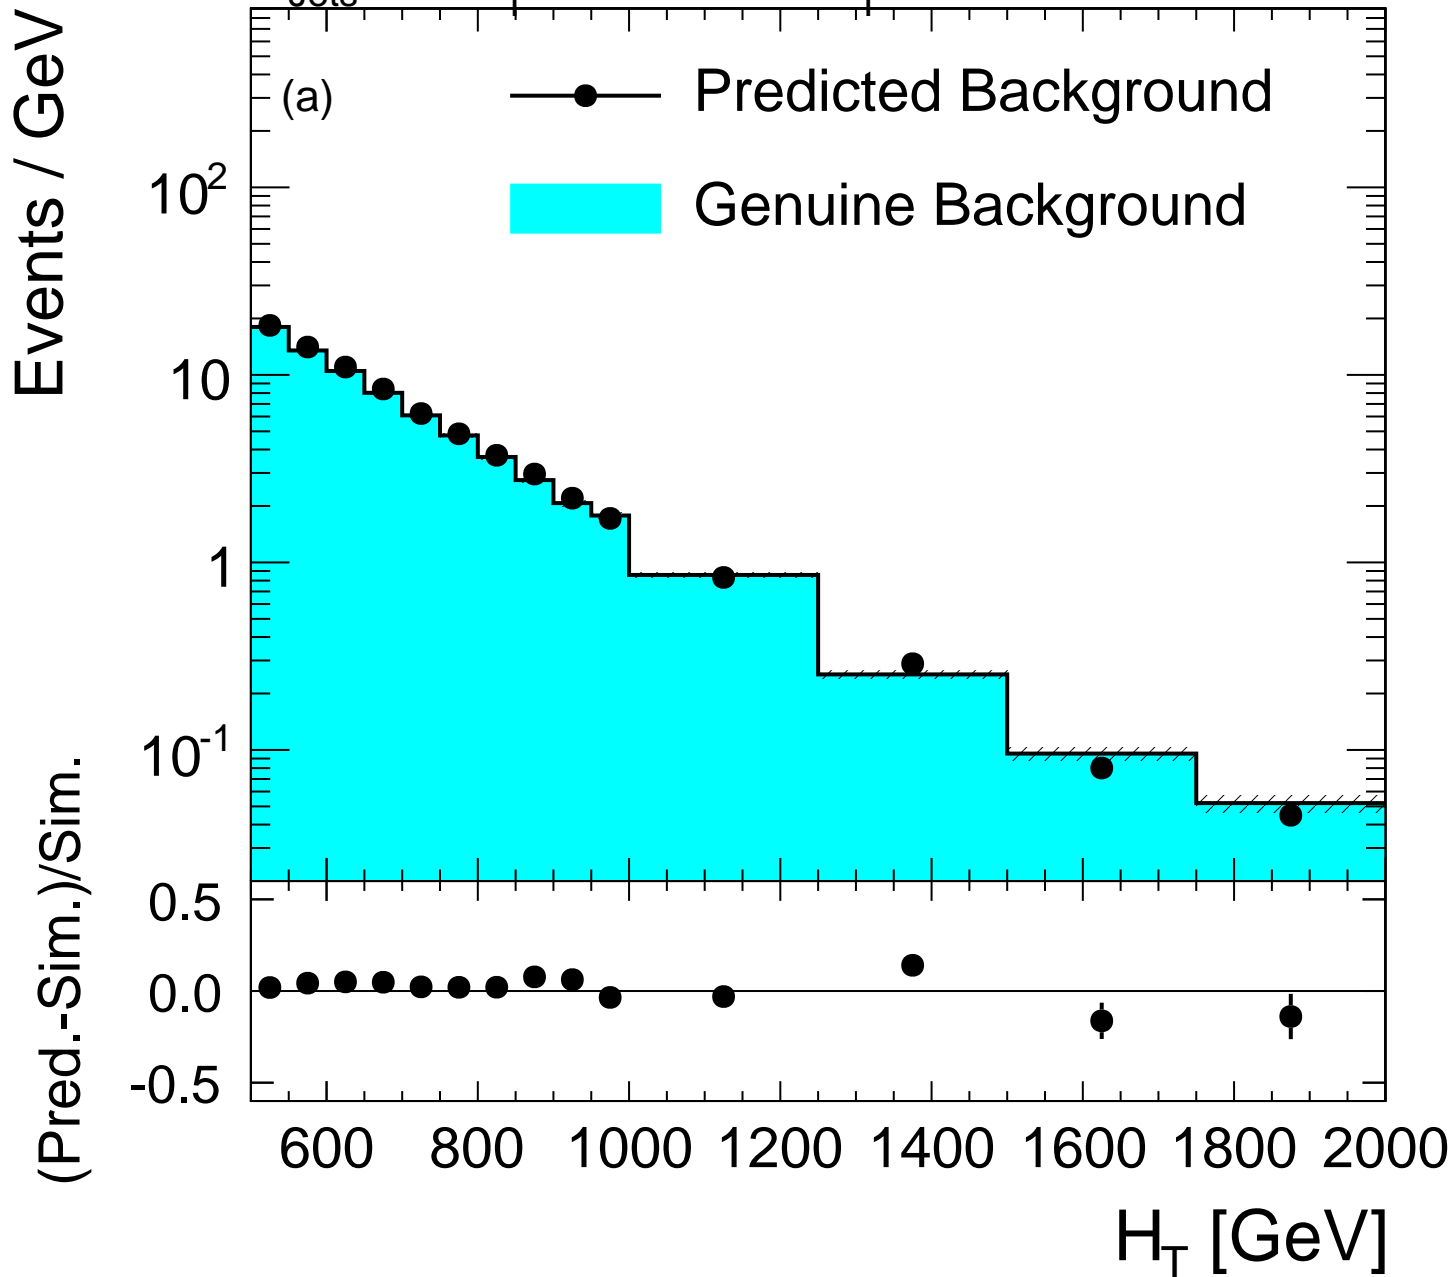 Jets
Events / GeV
(a)
Predicted Background
Genuine Background
10²
10
1
10⁻¹
(Pred.-Sim.)/Sim.
0.5
0.0
-0.5
600 800 1000 1200 1400 1600 1800 2000
H_T [GeV]